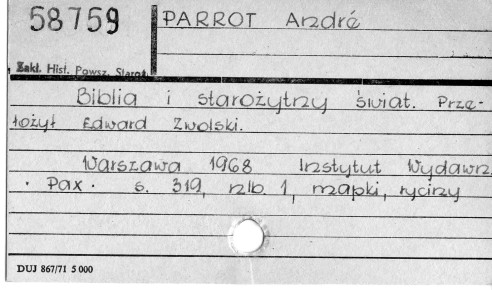 58759
PARROT André
Zakł. Hist. Powsz. Staroż.
Biblia i starożytny świat. Prze-
łożył Edward Zwolski.
Warszawa 1968 Instytut Wydawn.
· Pax · s. 319, nlb 1, mapki, ryciny
DUJ 867/71 5 000